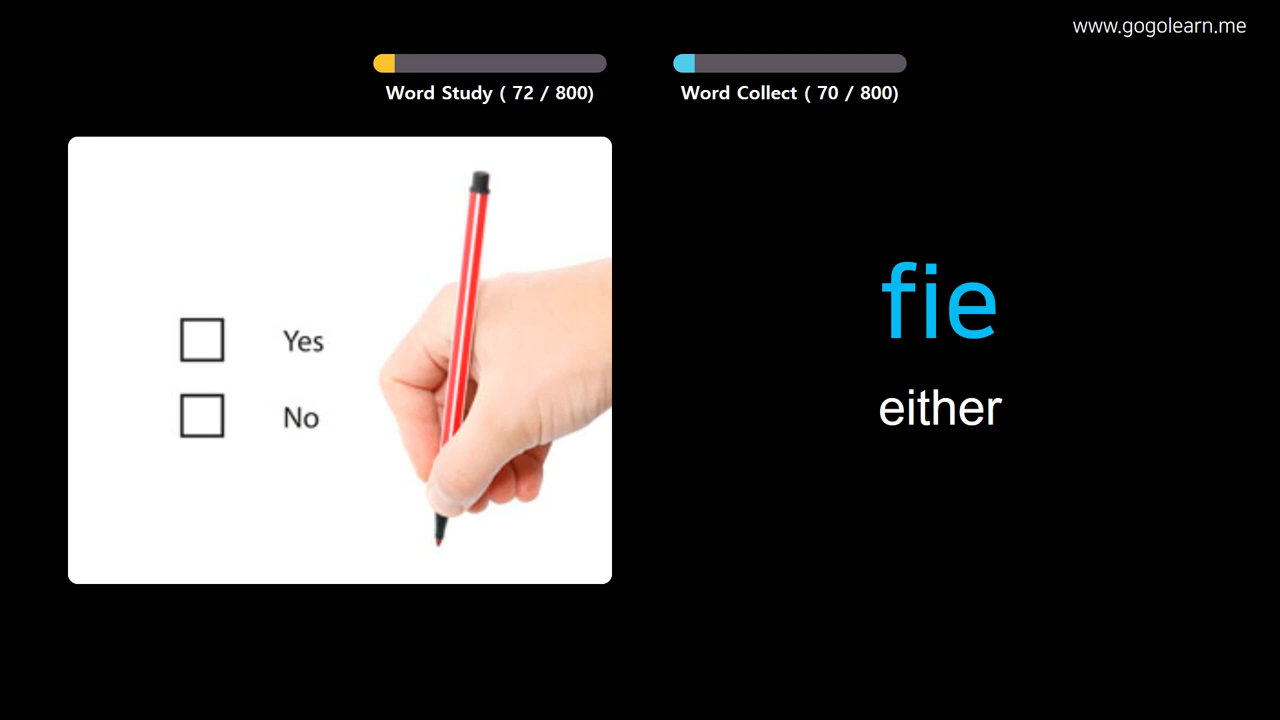 www.gogolearn.me
Word Study ( 72 / 800)
Word Collect ( 70 / 800)
Yes
No
fie
either